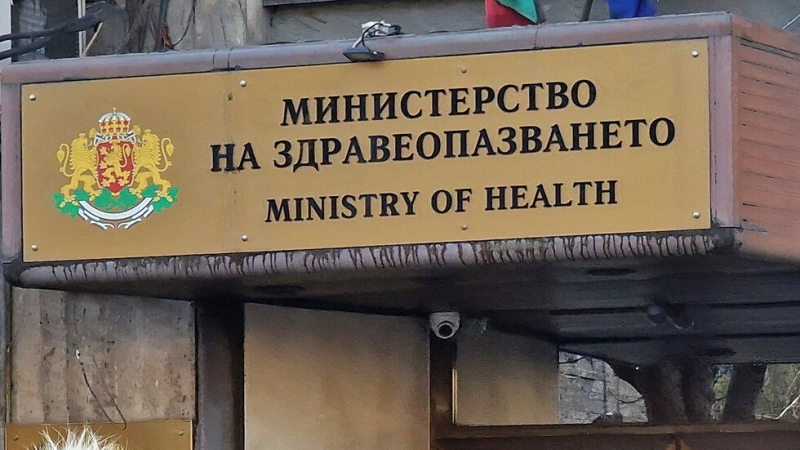 МИНИСТЕРСТВО
НА ЗДРАВЕОПАЗВАНЕТО
MINISTRY OF HEALTH